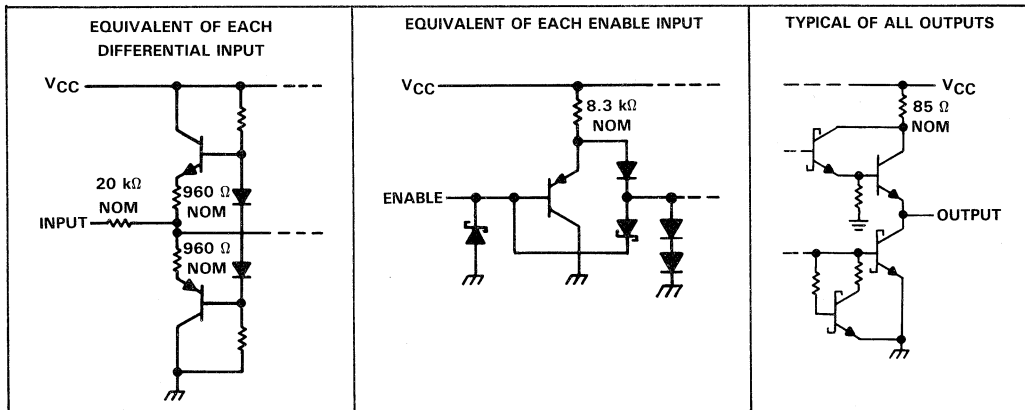 EQUIVALENT OF EACH
DIFFERENTIAL INPUT
VCC
20 kΩ
NOM
INPUT
960 Ω
NOM
960 Ω
NOM
EQUIVALENT OF EACH ENABLE INPUT
VCC
8.3 kΩ
NOM
ENABLE
TYPICAL OF ALL OUTPUTS
VCC
85 Ω
NOM
OUTPUT